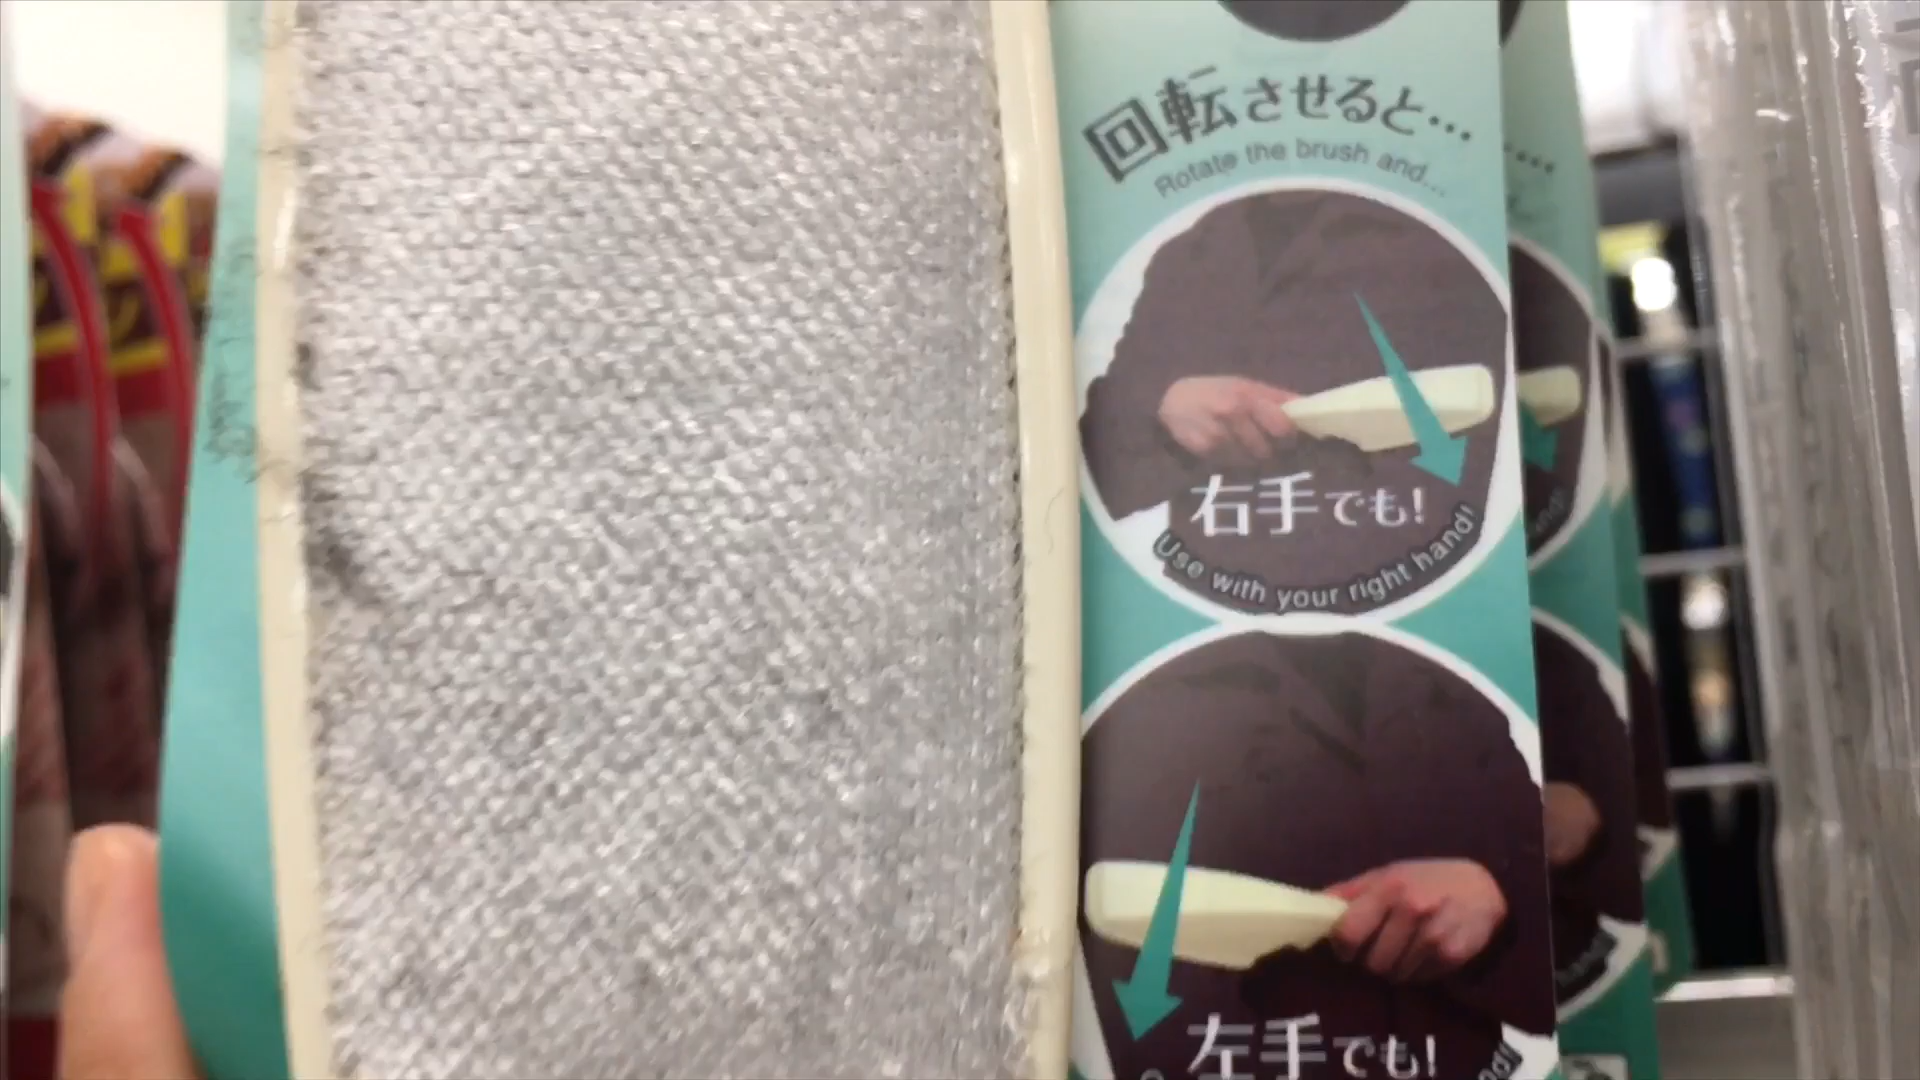 回転させると…
Rotate the brush and...
右手でも!
Use with your right hand!
左手でも!